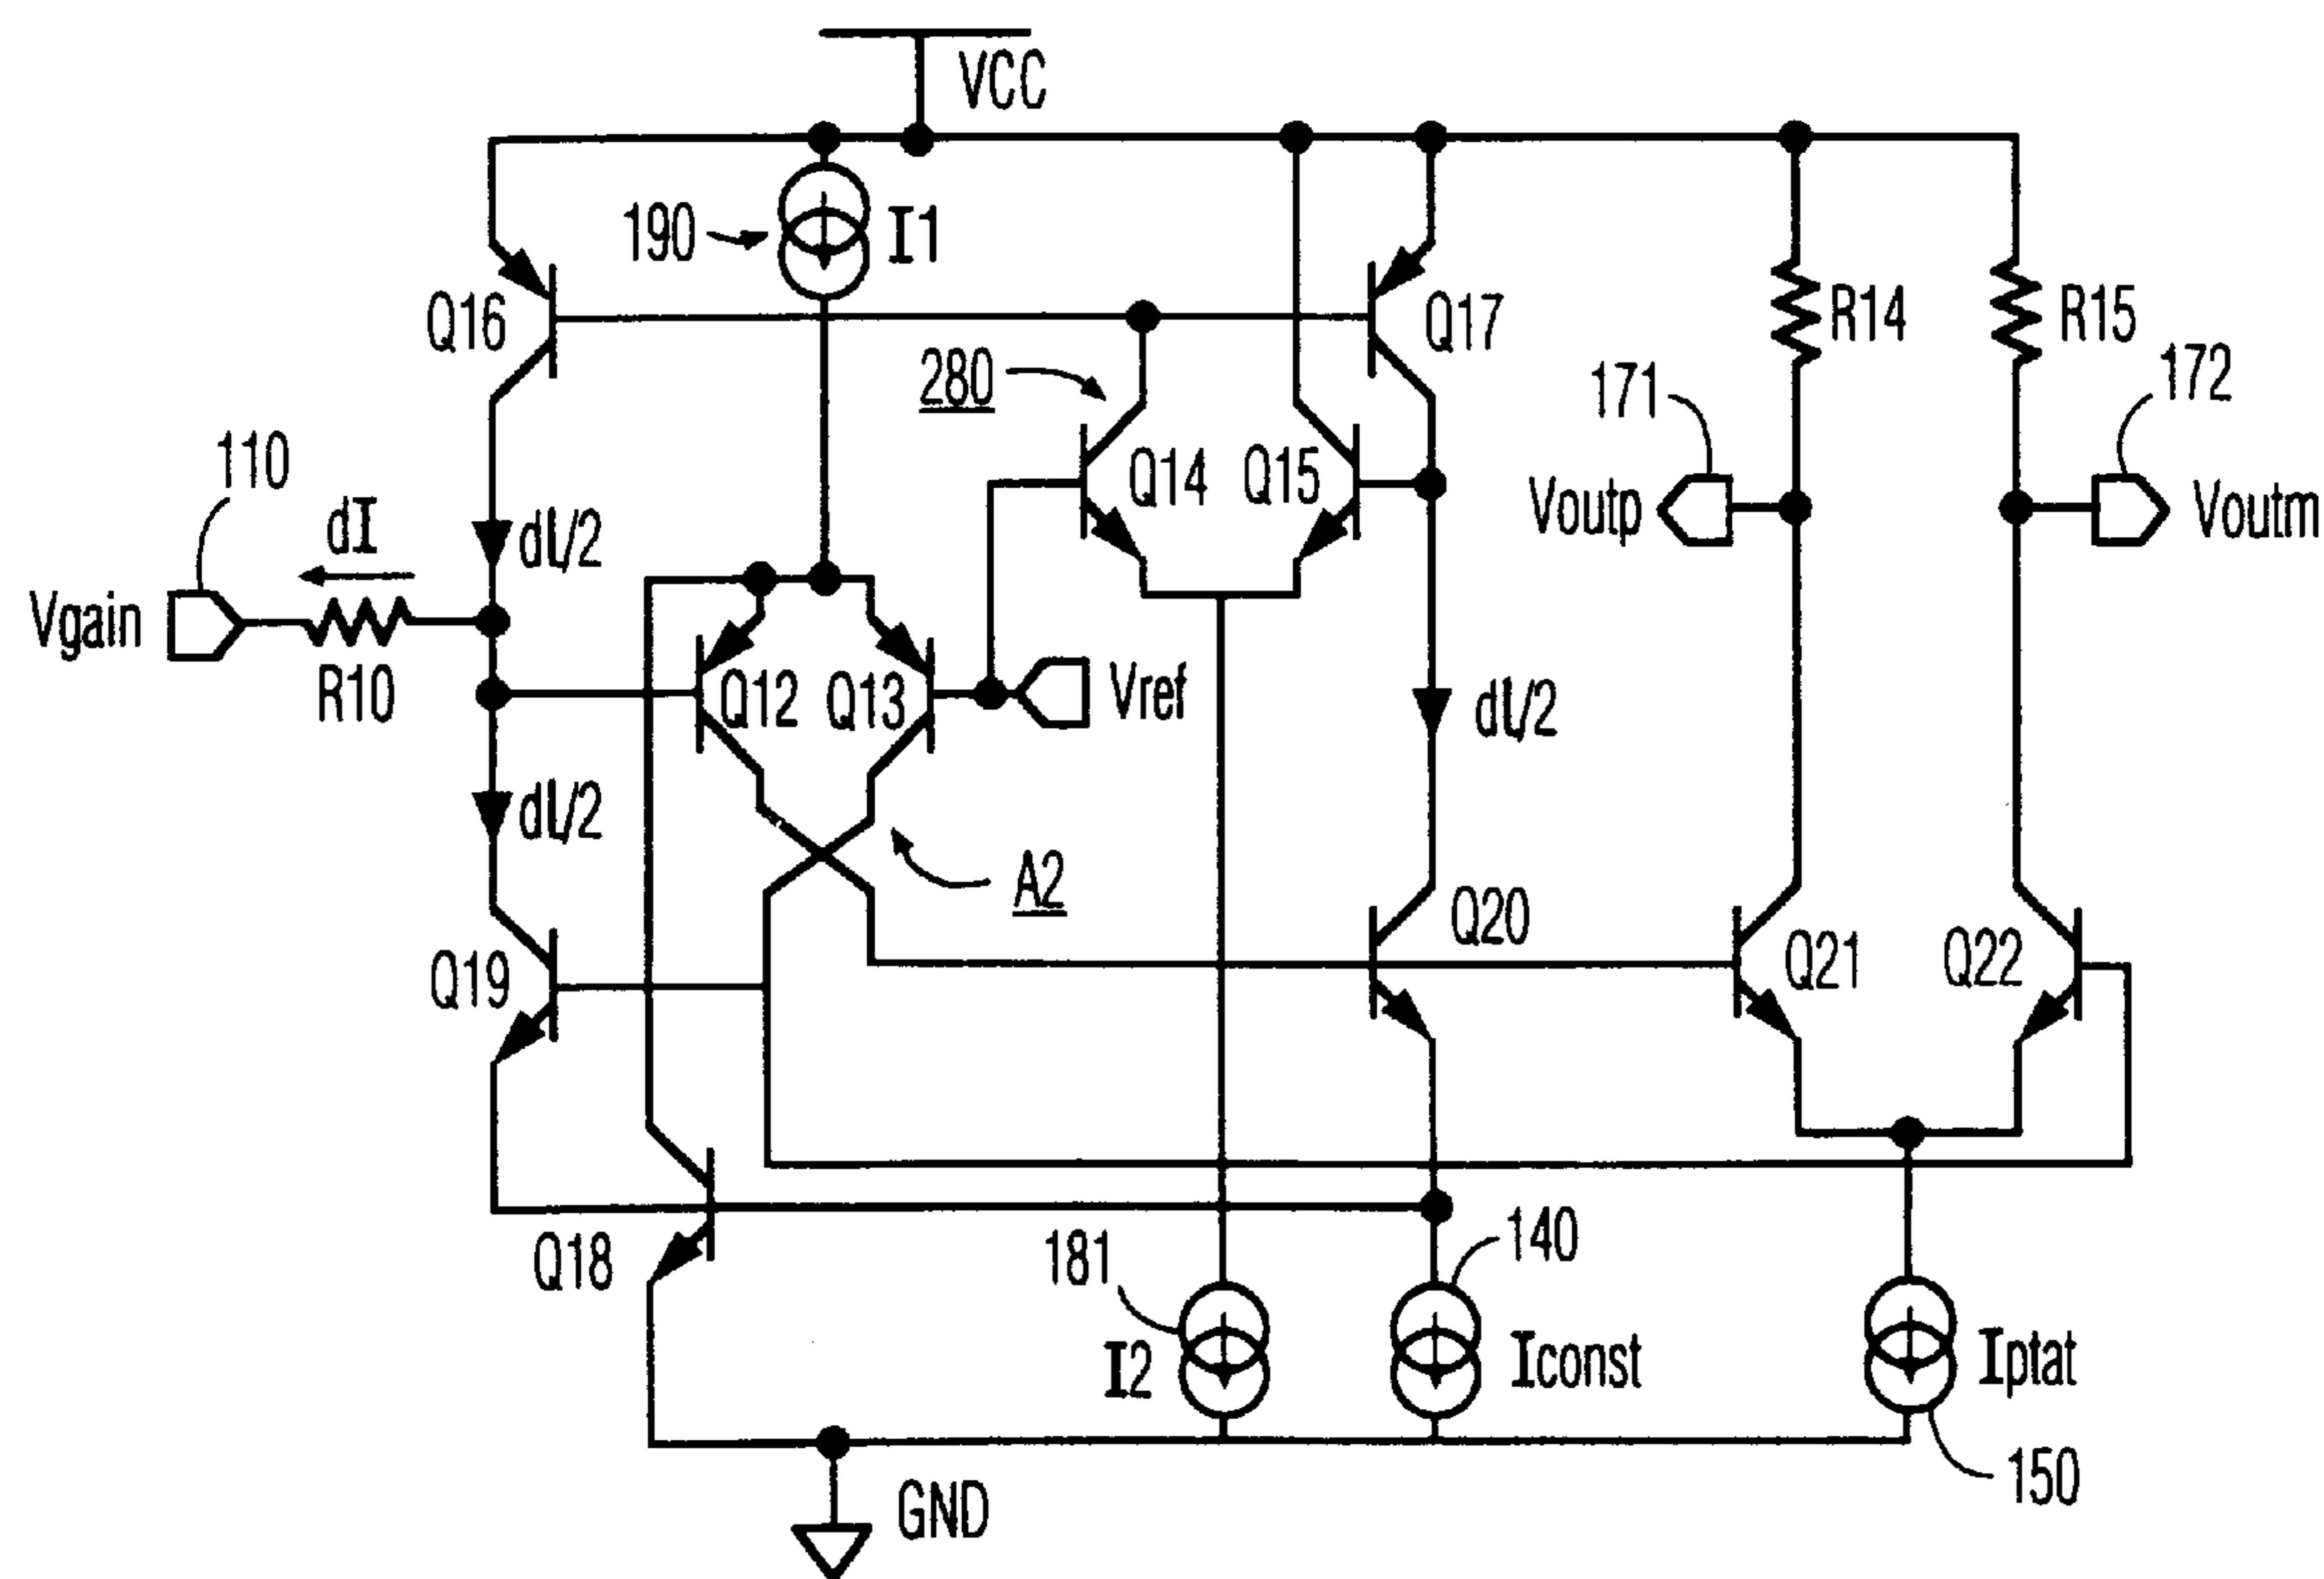 VCC
190
I1
Q16
Q17
R14
R15
280
171
172
110
dI
dI/2
Q14
Q15
Voutp
Voutm
Vgain
R10
Q12
Q13
Vref
dI/2
dI/2
A2
Q19
Q20
Q21
Q22
Q18
181
140
I2
Iconst
Iptat
150
GND